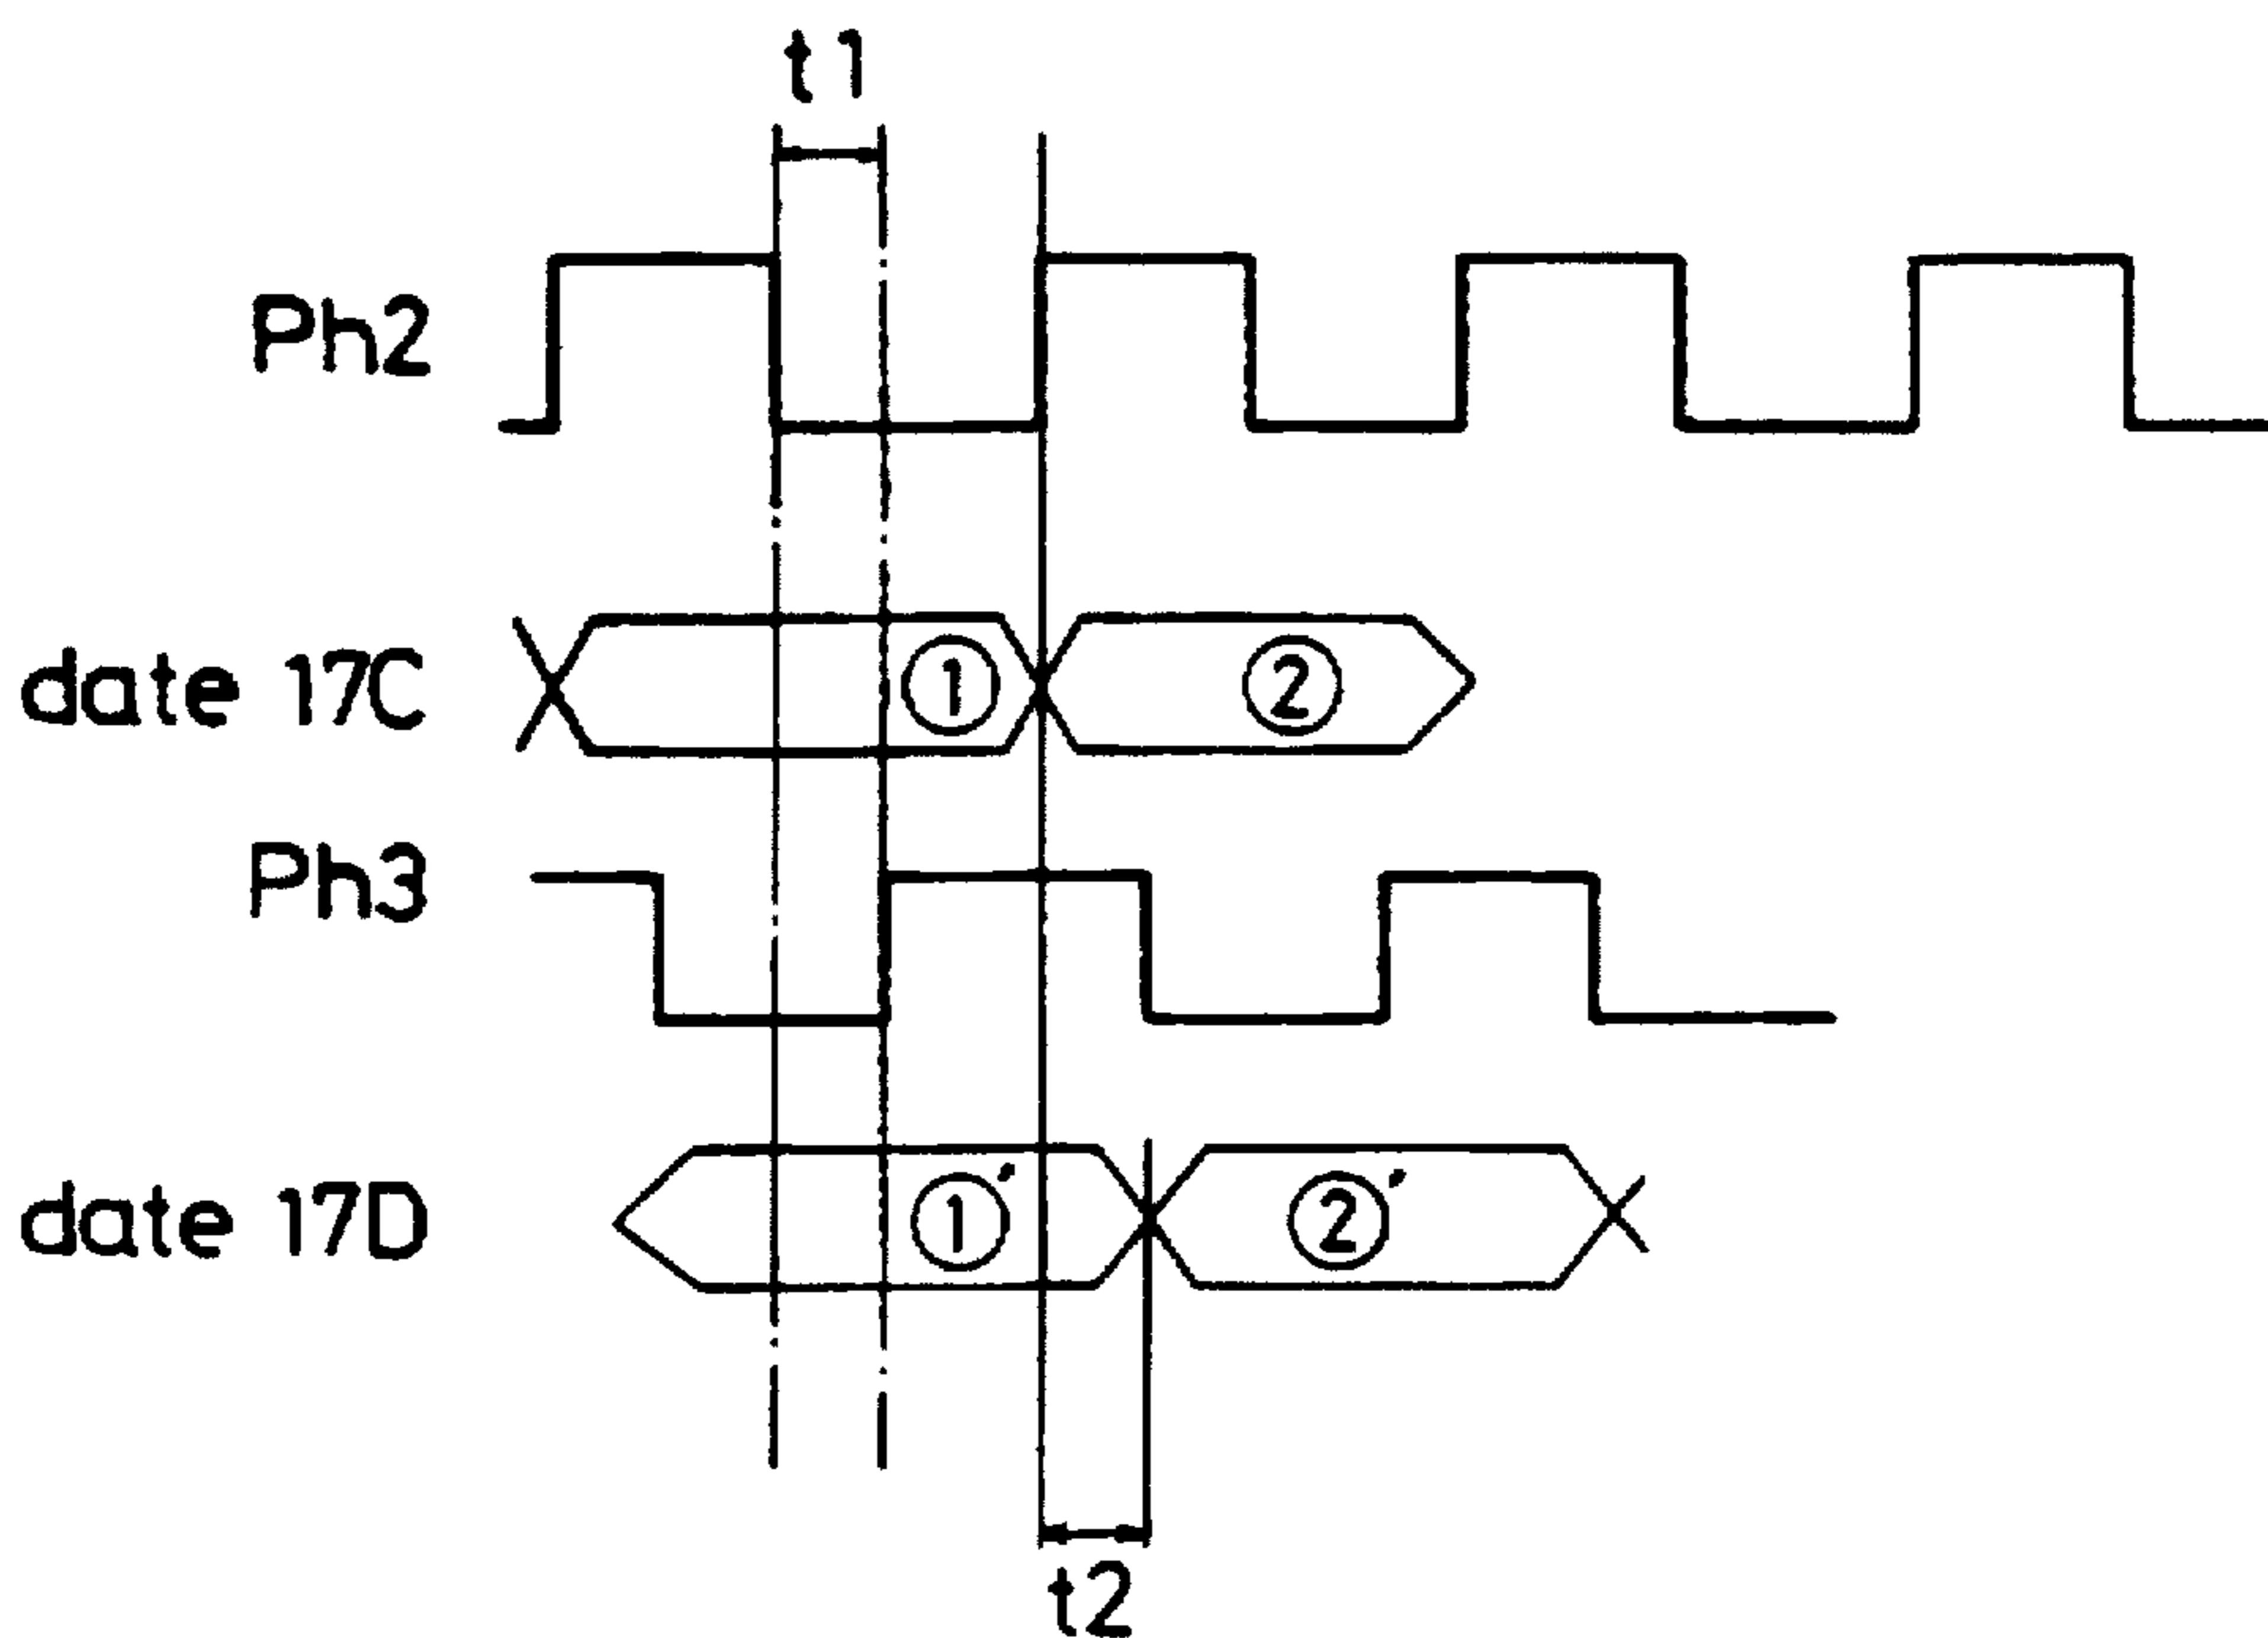 t1
Ph2
date 17C ① ②
Ph3
date 17D ①′ ②′
t2